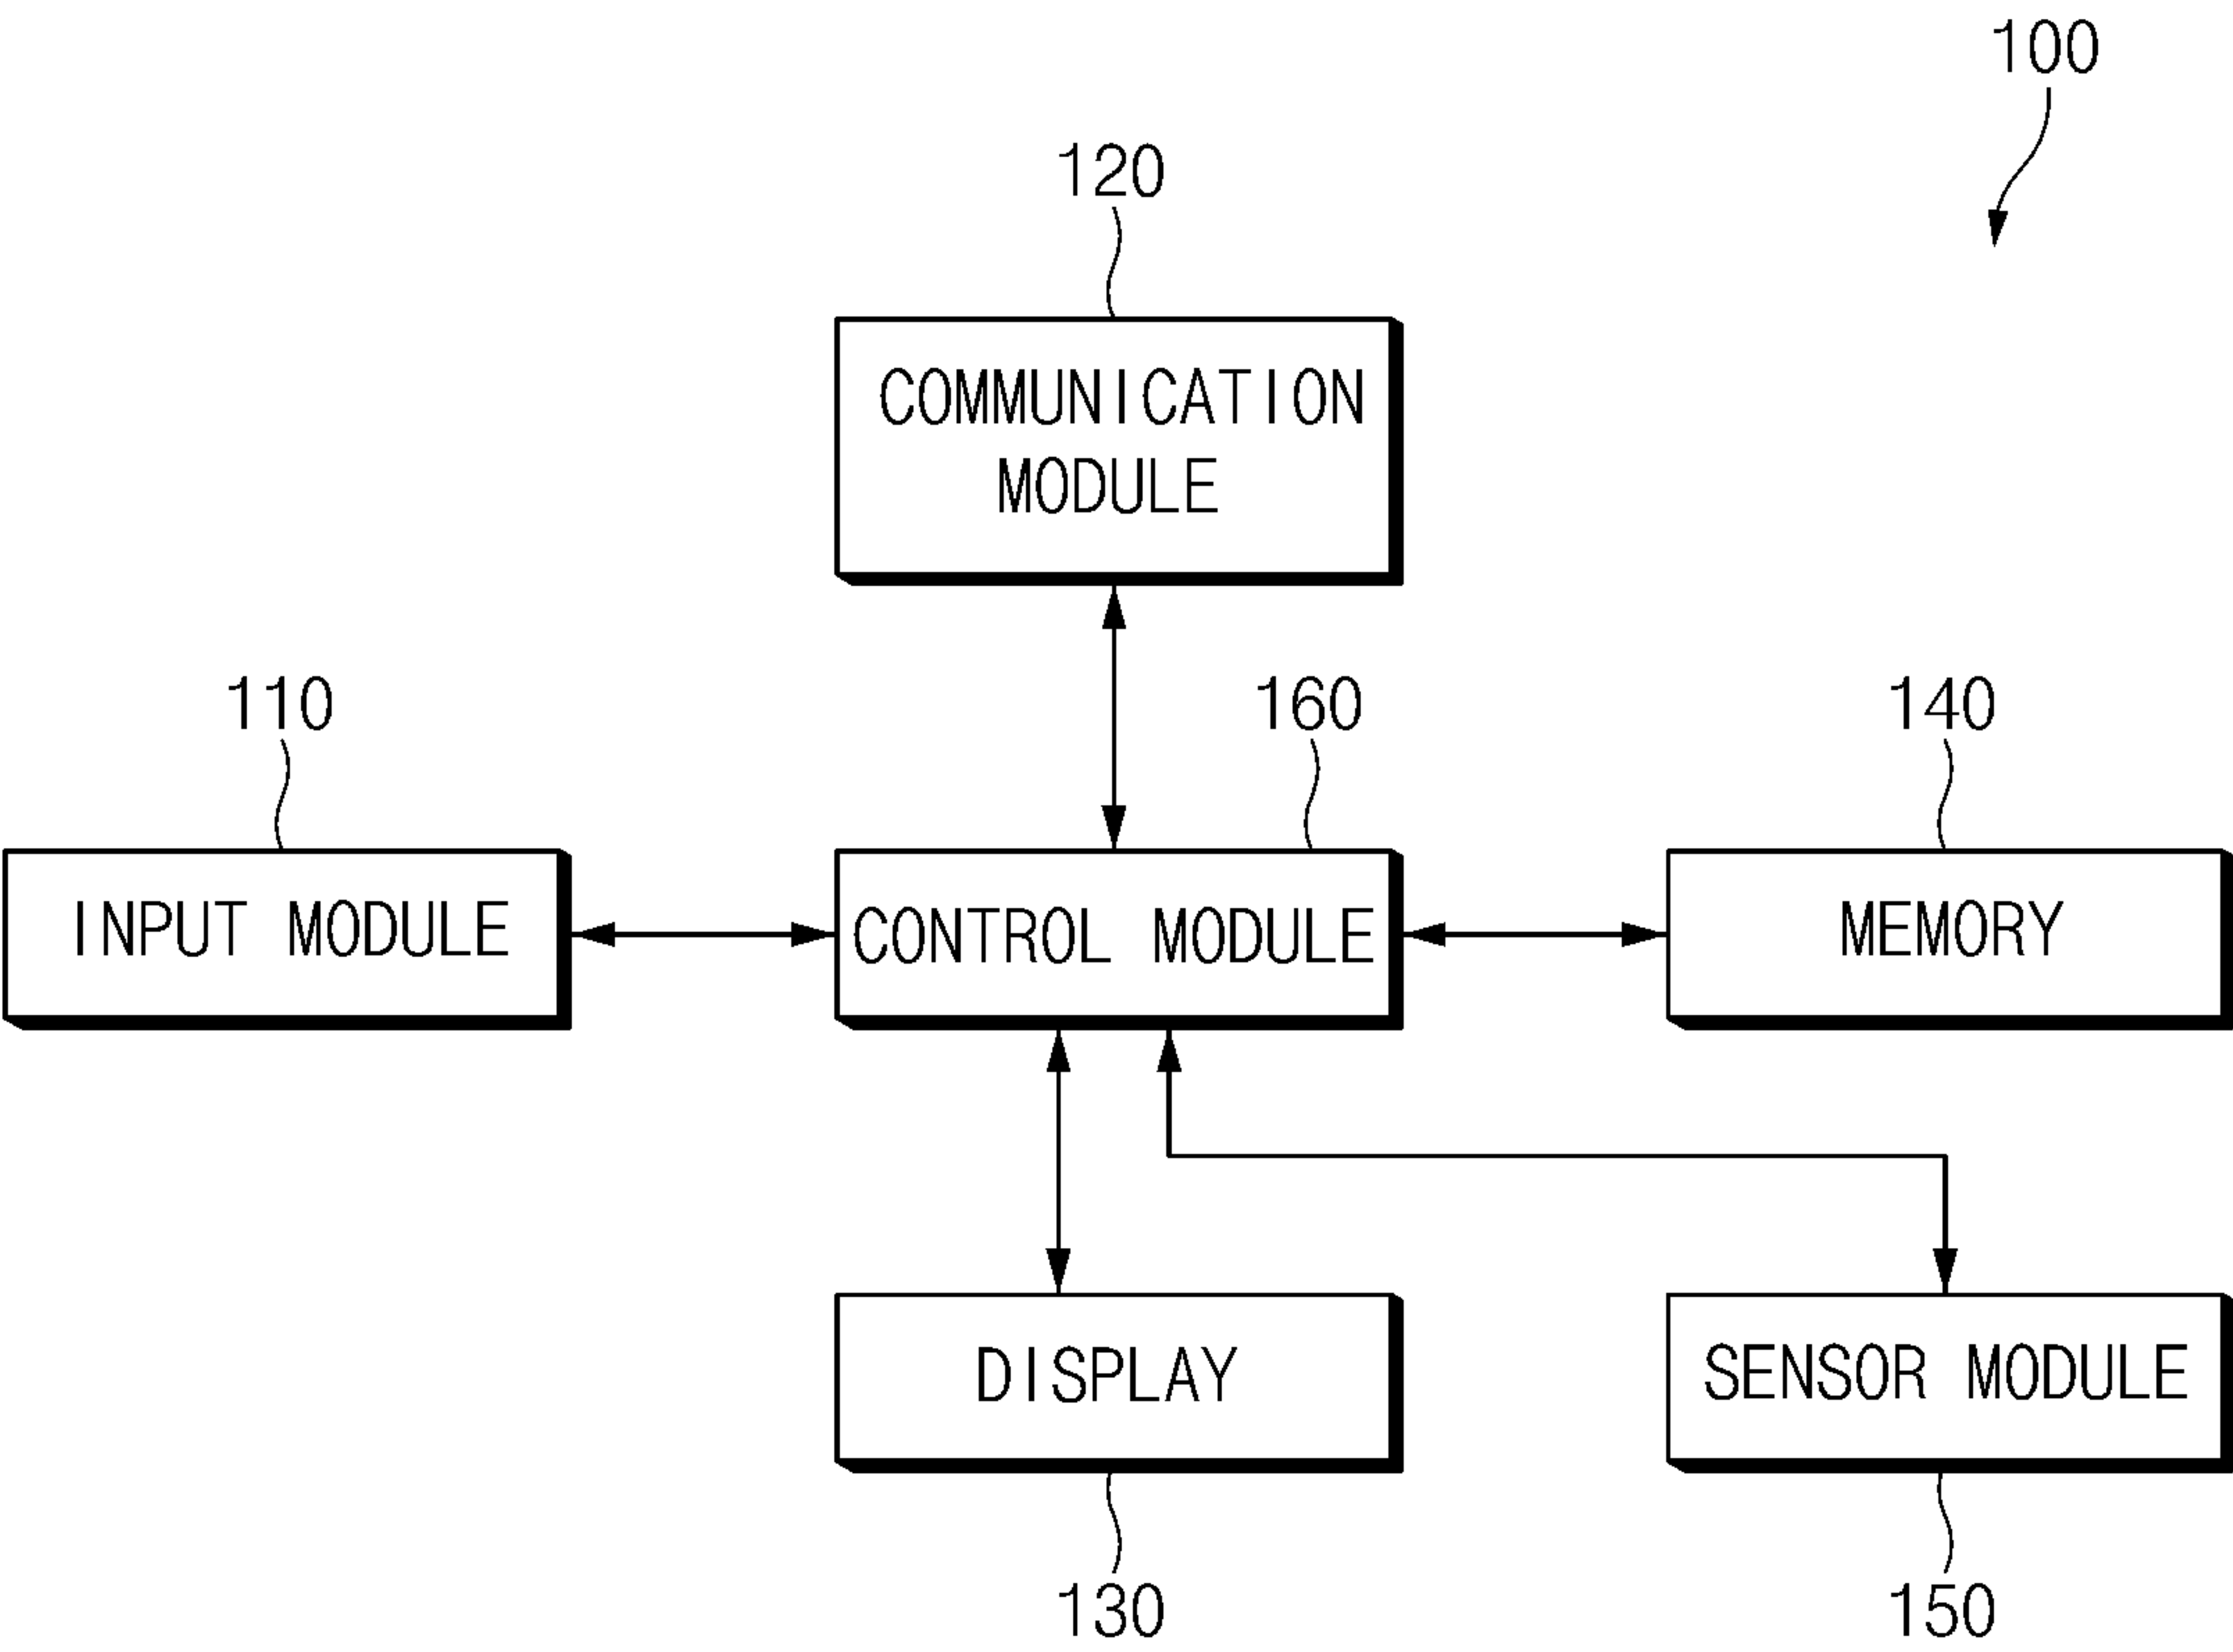 100
120
COMMUNICATION
MODULE
110
160
140
INPUT MODULE
CONTROL MODULE
MEMORY
DISPLAY
SENSOR MODULE
130
150